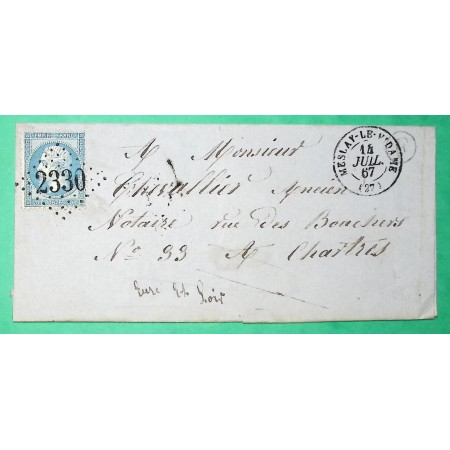 MESLAY-LE-VIDAME
14
JUIL.
67
(27)
2330
A Monsieur
Chevallier Ancien
Notaire rue des Bouchers
N° 33 A Chartres
Eure Et Loir